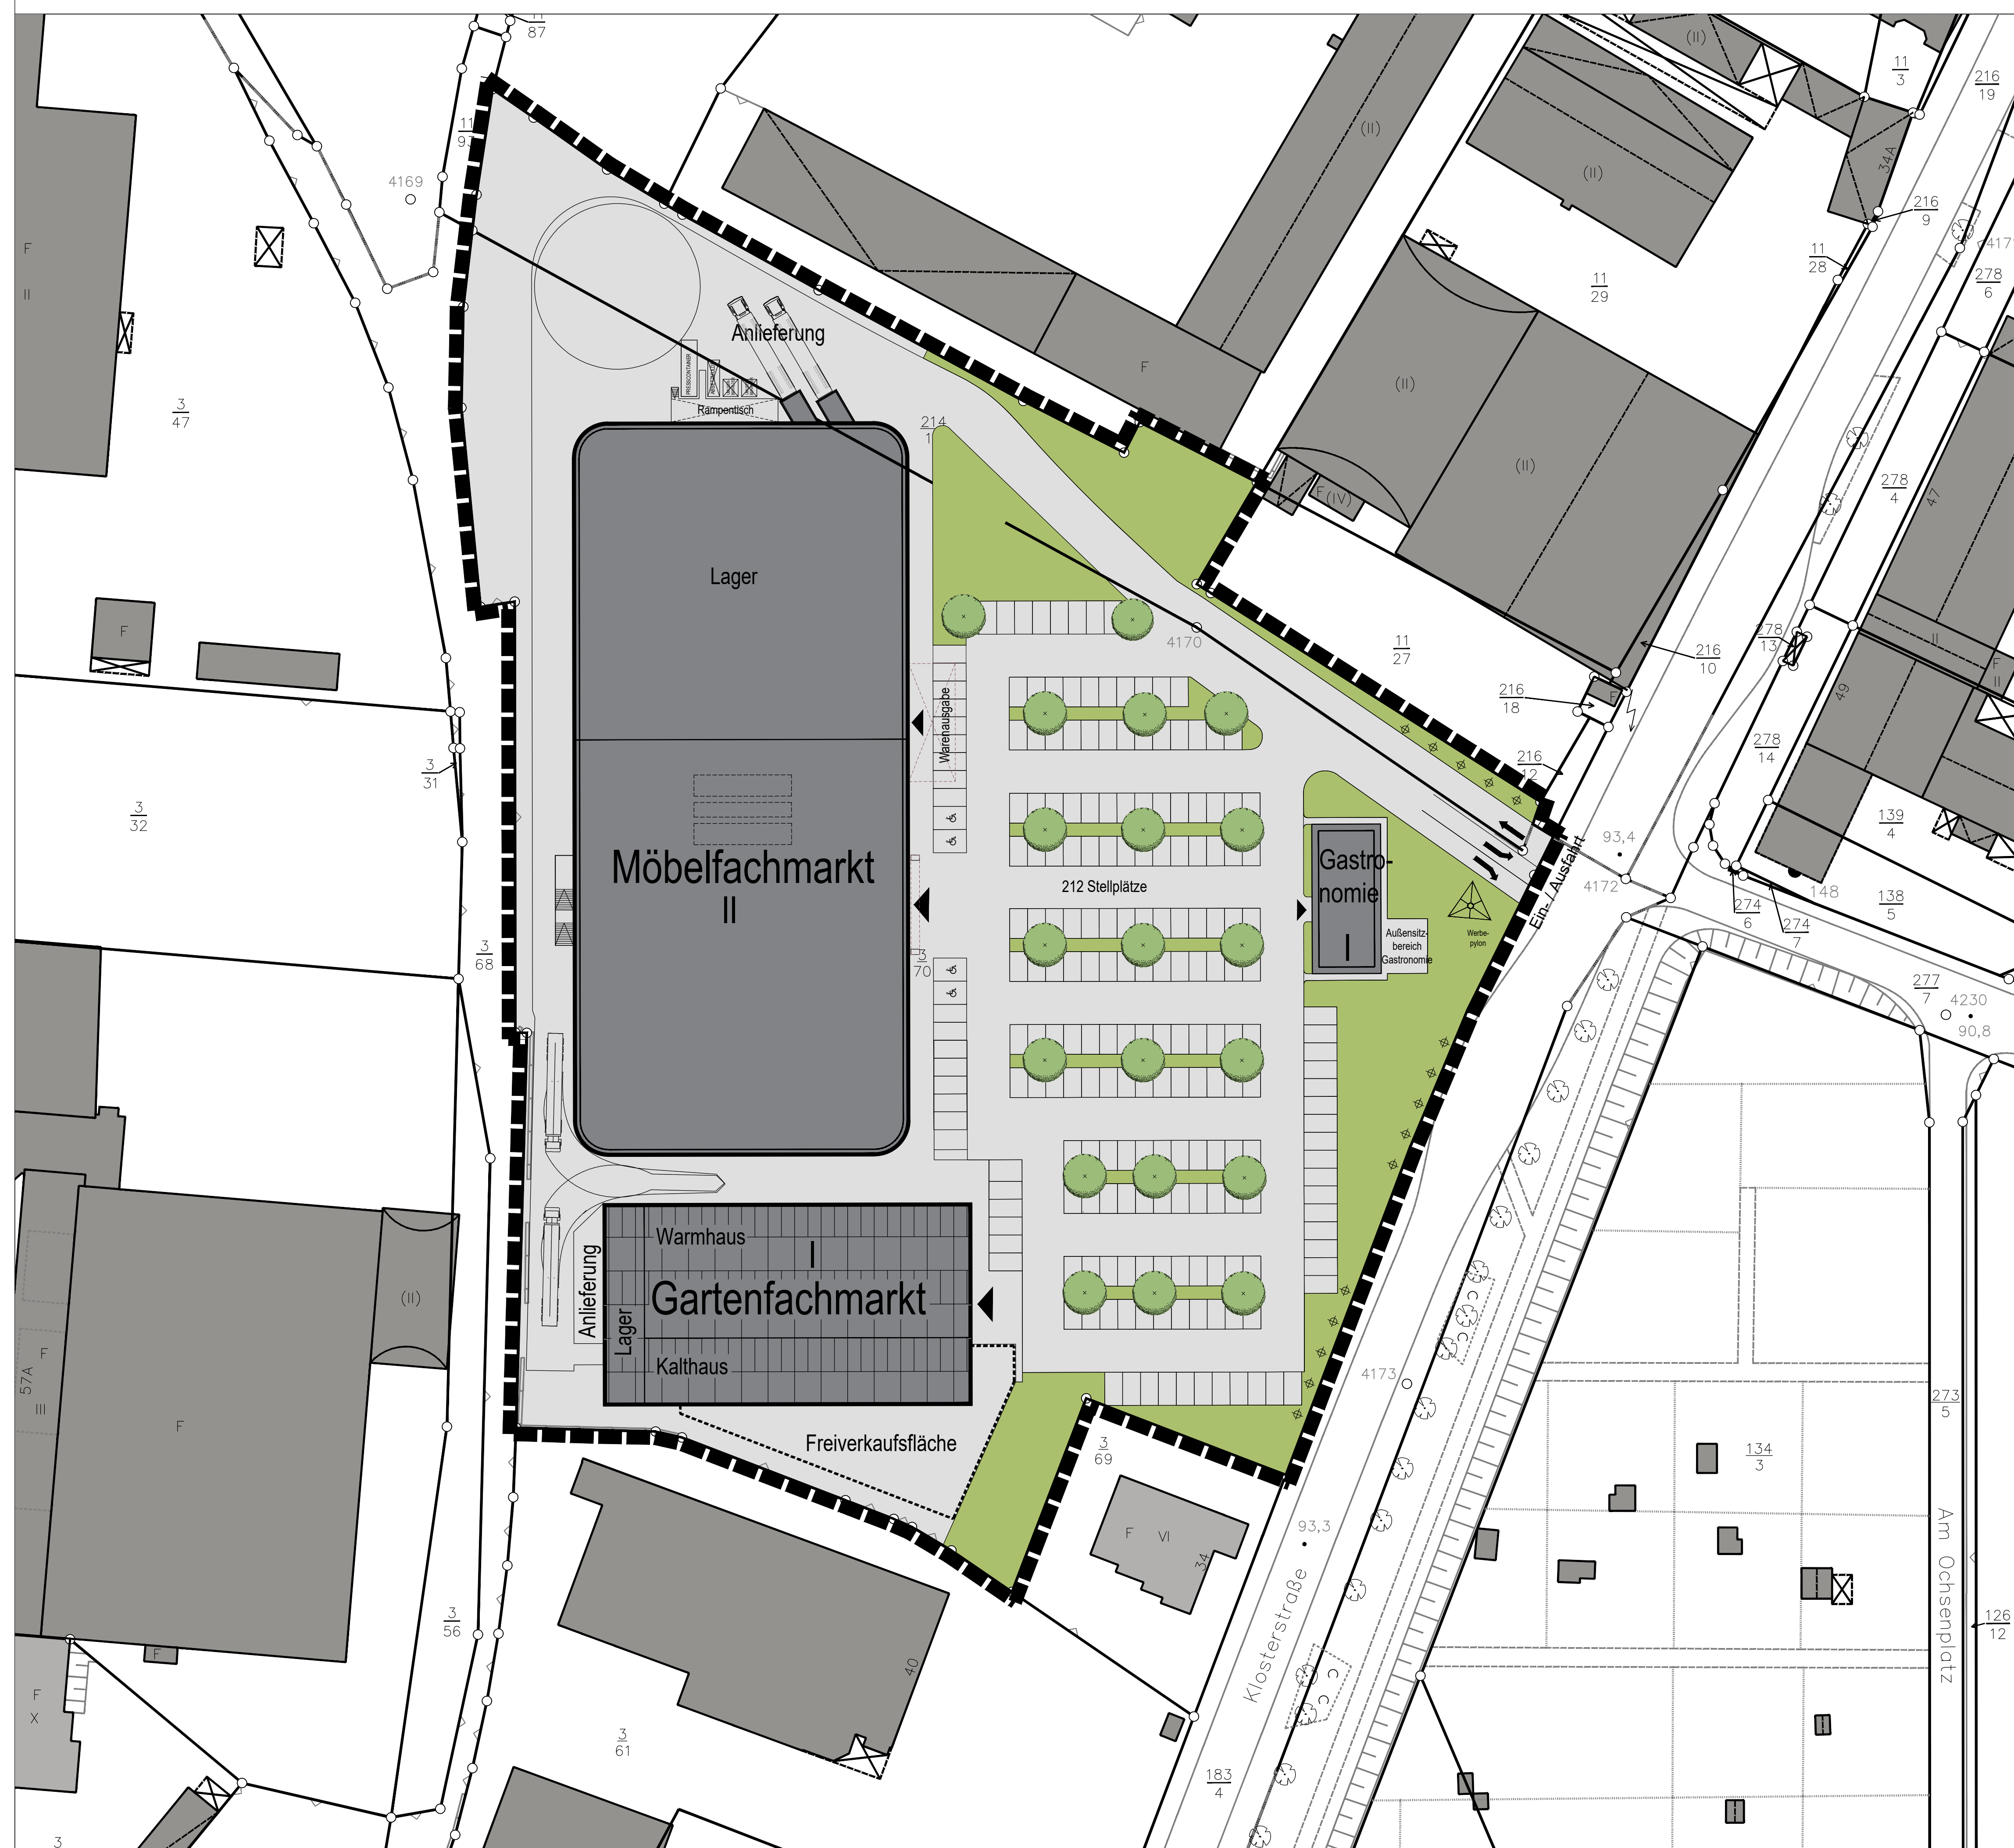 11
87
(II)
11
3
216
19
11
93
(II)
34A
4169
(II)
216
9
F
II
11
28
11
29
278
6
Anlieferung
PRESSCONTAINER
F
(II)
Rampentisch
3
47
214
1
(II)
278
4
47
F (IV)
Lager
F
4170
11
27
278
13
II
F
II
216
10
49
216
18
F
Warenausgabe
278
14
216
12
3
31
3
32
139
4
93,4
Ein- / Ausfahrt
Möbelfachmarkt
II
212 Stellplätze
Gastro-
nomie
I
4172
148
138
5
274
6
274
7
Werbe-
pylon
Außensitz-
bereich
Gastronomie
3
68
3
70
277
7
4230
90,8
Warmhaus
I
Gartenfachmarkt
Anlieferung
Lager
Kalthaus
(II)
C
C
F
57A
III
F
4173
273
5
Freiverkaufsfläche
3
69
134
3
93,3
F VI
34
Am Ochsenplatz
Klosterstraße
3
56
126
12
F
F
X
40
C
C
3
61
183
4
3